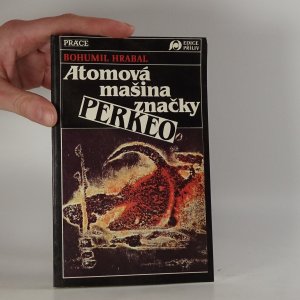 PRÁCE
EDICE
PŘÍLIV
BOHUMIL HRABAL
Atomová
mašina
značky
PERKEO